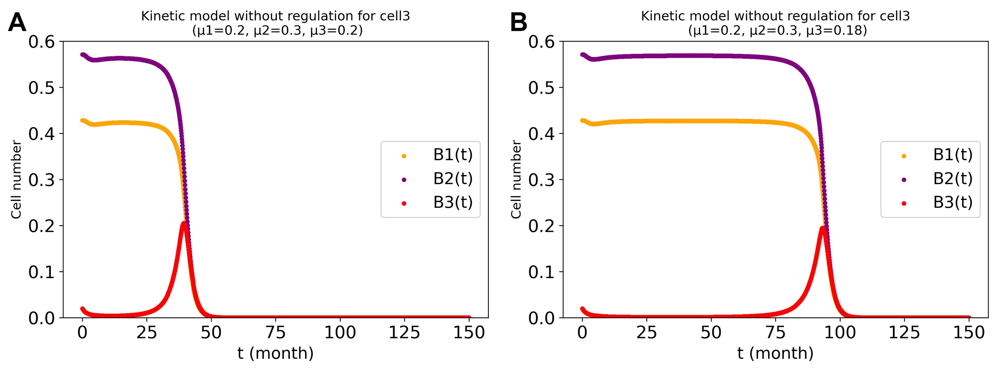 A
Kinetic model without regulation for cell3
(μ1=0.2, μ2=0.3, μ3=0.2)
0.6
0.5
0.4
0.3
0.2
0.1
0.0
Cell number
B1(t)
B2(t)
B3(t)
0 25 50 75 100 125 150
t (month)
B
Kinetic model without regulation for cell3
(μ1=0.2, μ2=0.3, μ3=0.18)
0.6
0.5
0.4
0.3
0.2
0.1
0.0
Cell number
B1(t)
B2(t)
B3(t)
0 25 50 75 100 125 150
t (month)